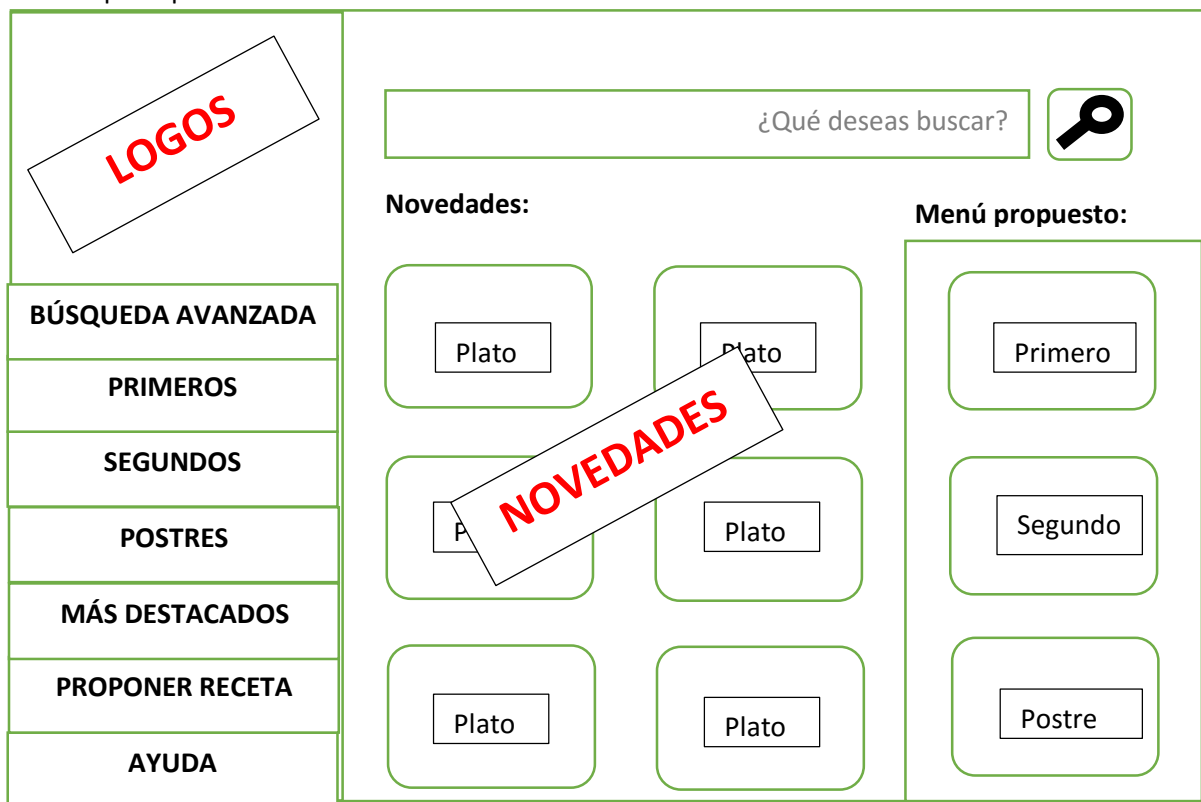 LOGOS
BÚSQUEDA AVANZADA
PRIMEROS
SEGUNDOS
POSTRES
MÁS DESTACADOS
PROPONER RECETA
AYUDA
¿Qué deseas buscar?
Novedades:
Plato
Plato
NOVEDADES
Plato
Plato
Plato
Menú propuesto:
Primero
Segundo
Postre